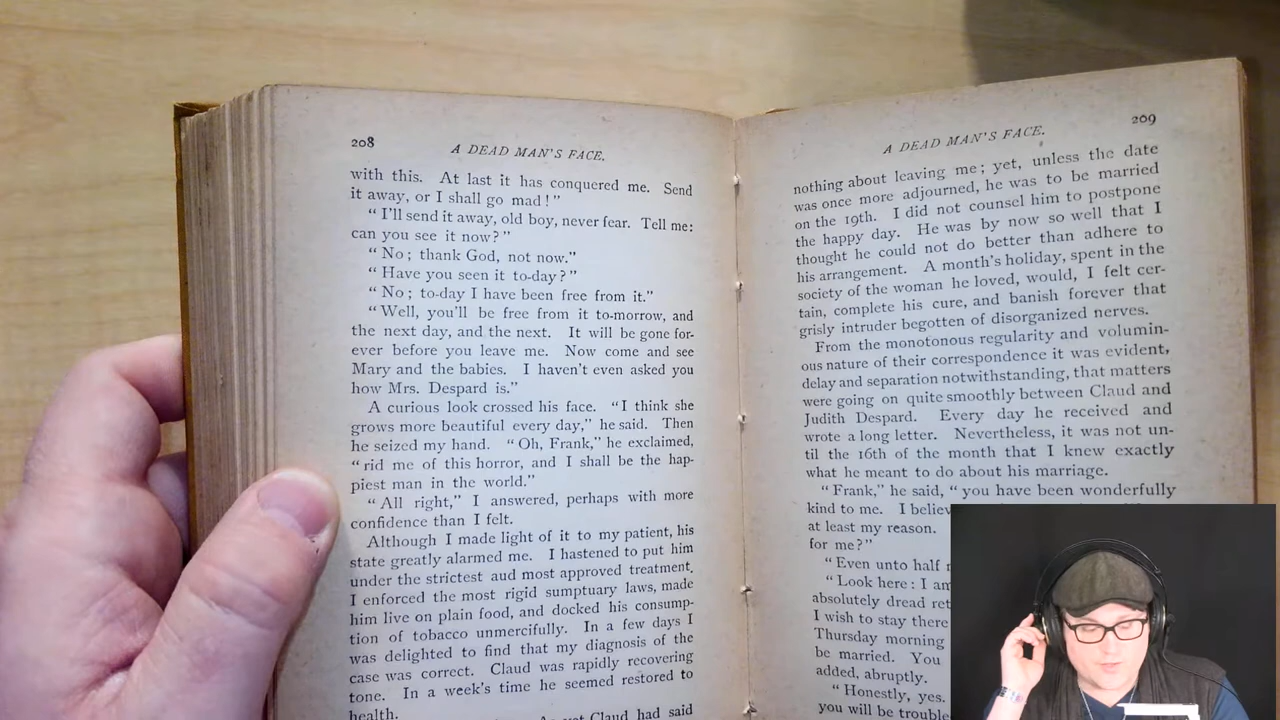 208
A DEAD MAN'S FACE.
with this. At last it has conquered me. Send
it away, or I shall go mad!"
"I'll send it away, old boy, never fear. Tell me:
can you see it now?"
"No; thank God, not now."
"Have you seen it to-day?"
"No; to-day I have been free from it."
"Well, you'll be free from it to-morrow, and
the next day, and the next. It will be gone for-
ever before you leave me. Now come and see
Mary and the babies. I haven't even asked you
how Mrs. Despard is."
A curious look crossed his face. "I think she
grows more beautiful every day," he said. Then
he seized my hand. "Oh, Frank," he exclaimed,
"rid me of this horror, and I shall be the hap-
piest man in the world."
"All right," I answered, perhaps with more
confidence than I felt.
Although I made light of it to my patient, his
state greatly alarmed me. I hastened to put him
under the strictest aud most approved treatment.
I enforced the most rigid sumptuary laws, made
him live on plain food, and docked his consump-
tion of tobacco unmercifully. In a few days I
was delighted to find that my diagnosis of the
case was correct. Claud was rapidly recovering
tone. In a week's time he seemed restored to
health.
Claud had said
A DEAD MAN'S FACE.
209
nothing about leaving me; yet, unless the date
was once more adjourned, he was to be married
on the 19th. I did not counsel him to postpone
the happy day. He was by now so well that I
thought he could not do better than adhere to
his arrangement. A month's holiday, spent in the
society of the woman he loved, would, I felt cer-
tain, complete his cure, and banish forever that
grisly intruder begotten of disorganized nerves.
From the monotonous regularity and volumin-
ous nature of their correspondence it was evident,
delay and separation notwithstanding, that matters
were going on quite smoothly between Claud and
Judith Despard. Every day he received and
wrote a long letter. Nevertheless, it was not un-
til the 16th of the month that I knew exactly
what he meant to do about his marriage.
"Frank," he said, "you have been wonderfully
kind to me. I
at least my reason.
for me?"
"Even unto half
"Look here: I
absolutely dread
I wish to stay there
Thursday morning
be married. You
added, abruptly.
"Honestly, yes.
you will be